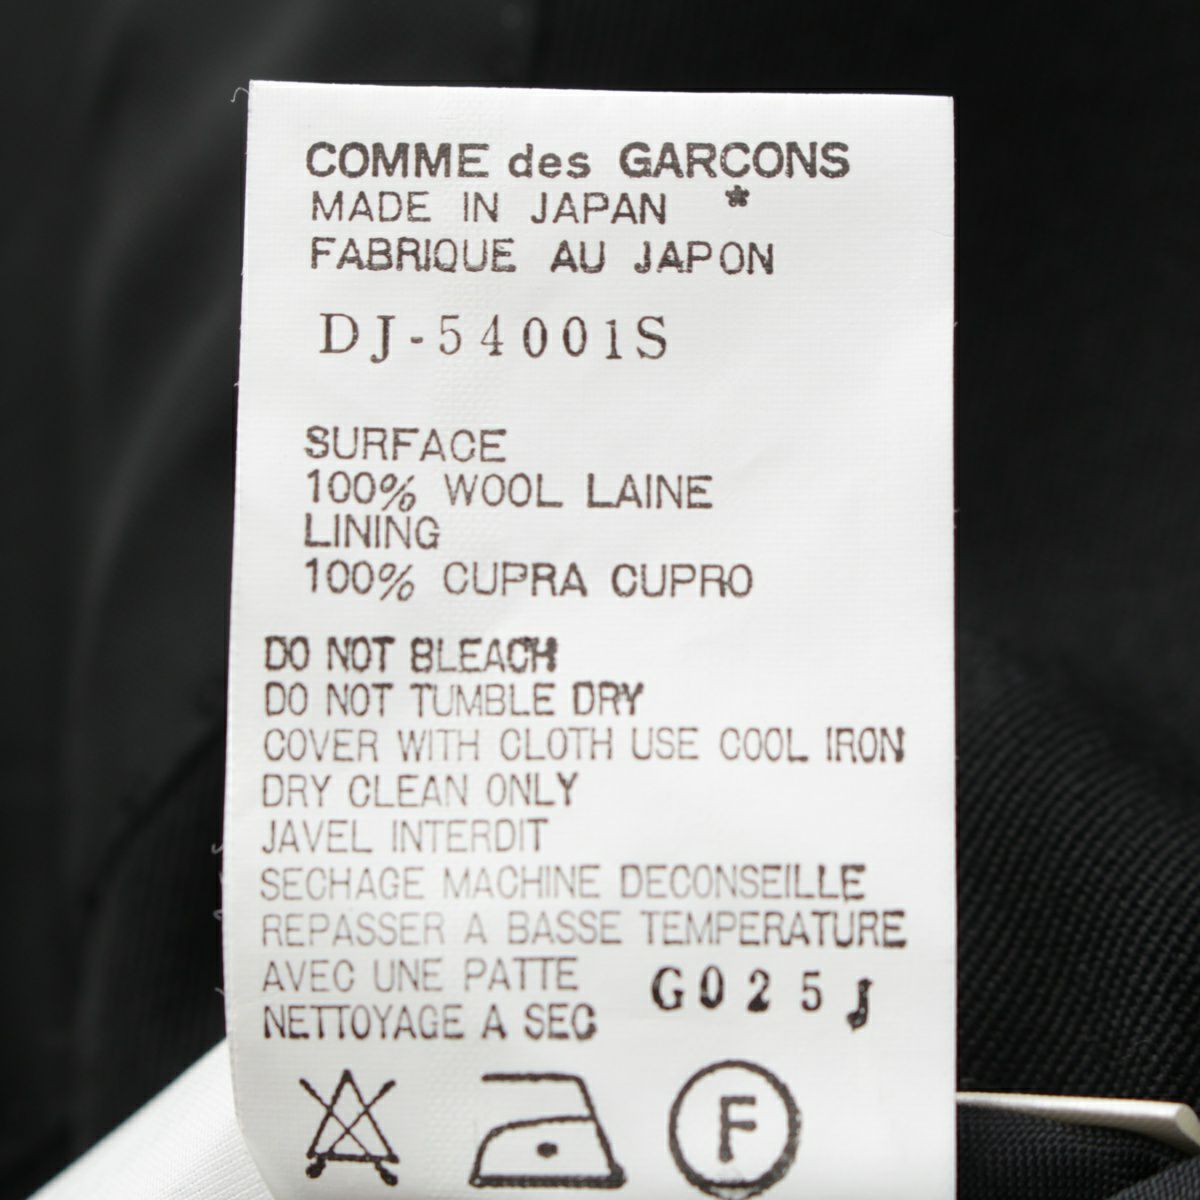 COMME des GARCONS
MADE IN JAPAN *
FABRIQUE AU JAPON
DJ-54001S
SURFACE
100% WOOL LAINE
LINING
100% CUPRA CUPRO
DO NOT BLEACH
DO NOT TUMBLE DRY
COVER WITH CLOTH USE COOL IRON
DRY CLEAN ONLY
JAVEL INTERDIT
SECHAGE MACHINE DECONSEILLE
REPASSER A BASSE TEMPERATURE
AVEC UNE PATTE G025J
NETTOYAGE A SEC
F